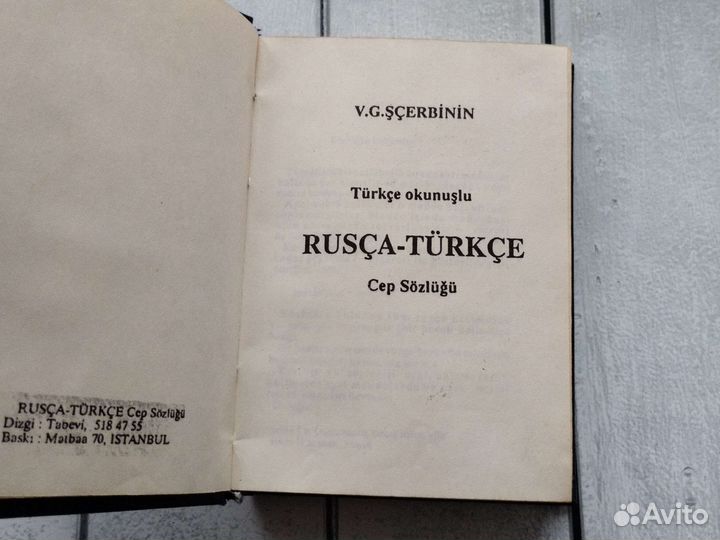 RUSÇA-TÜRKÇE Cep Sözlüğü
Dizgi : Tabevi, 518 47 55
Baskı : Matbaa 70, ISTANBUL
V.G.ŞÇERBİNİN
Türkçe okunuşlu
RUSÇA-TÜRKÇE
Cep Sözlüğü
Avito